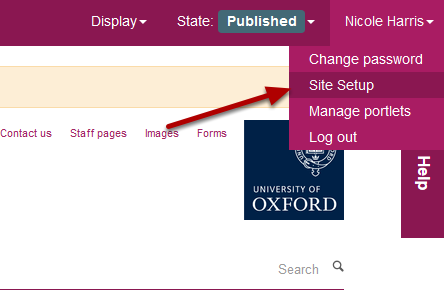 Display State: Published Nicole Harris
Change password
Site Setup
Manage portlets
Log out
Contact us Staff pages Images Forms
Help
UNIVERSITY OF
OXFORD
Search